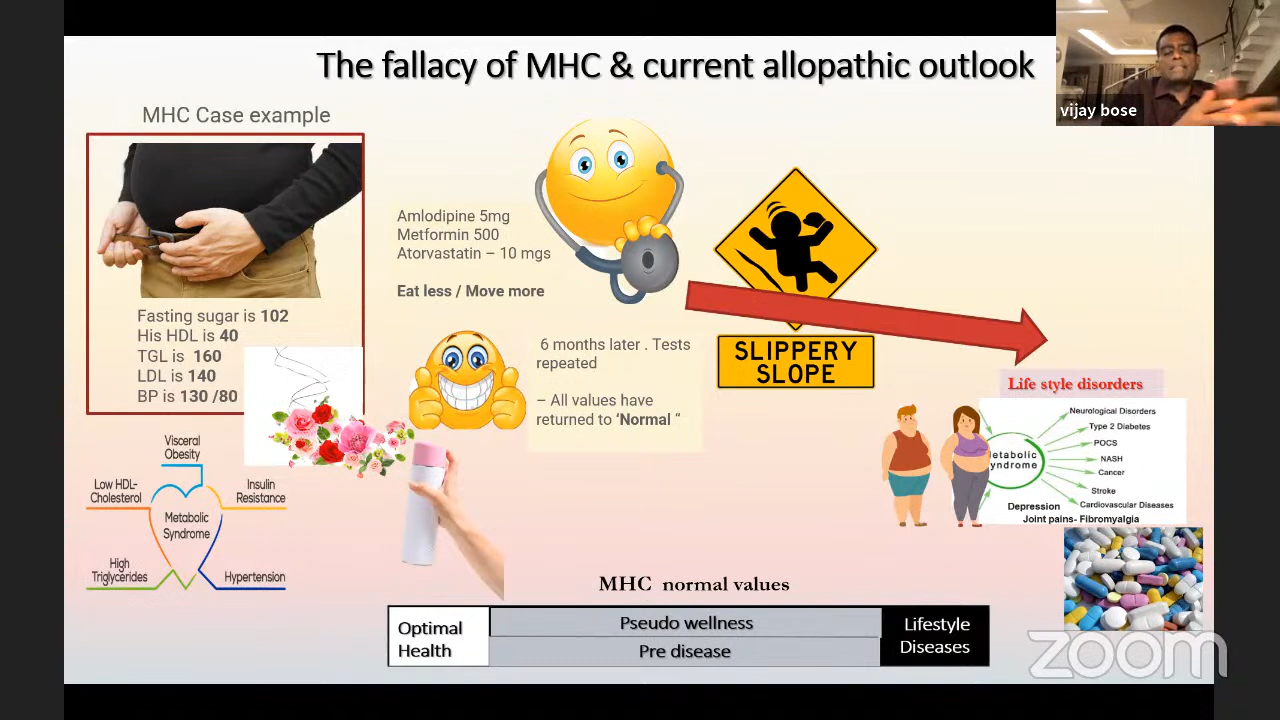 The fallacy of MHC & current allopathic outlook
vijay bose
MHC Case example
Fasting sugar is 102
His HDL is 40
TGL is 160
LDL is 140
BP is 130 /80
Amlodipine 5mg
Metformin 500
Atorvastatin – 10 mgs
Eat less / Move more
6 months later . Tests
repeated
– All values have
returned to ‘Normal “
SLIPPERY
SLOPE
Life style disorders
etabolic
yndrome
Neurological Disorders
Type 2 Diabetes
POCS
NASH
Cancer
Stroke
Cardiovascular Diseases
Depression
Joint pains- Fibromyalgia
Visceral
Obesity
Low HDL-
Cholesterol
Insulin
Resistance
Metabolic
Syndrome
High
Triglycerides
Hypertension
MHC normal values
Optimal
Health
Pseudo wellness
Pre disease
Lifestyle
Diseases
zoom